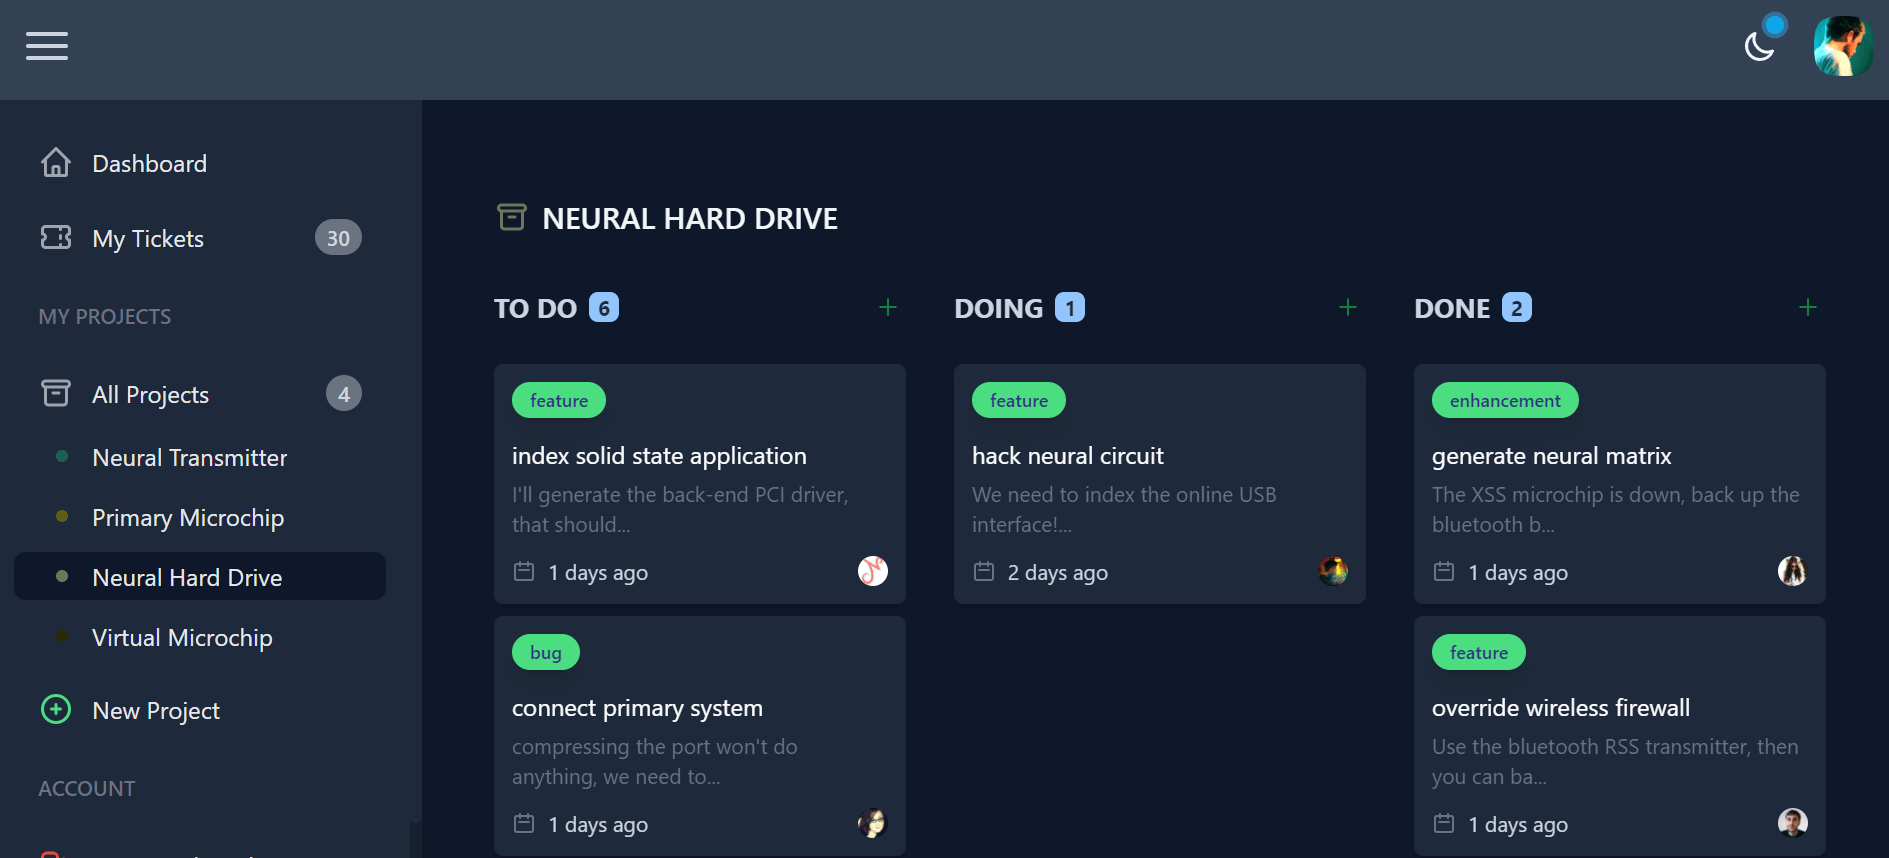 Dashboard
My Tickets 30
MY PROJECTS
All Projects 4
Neural Transmitter
Primary Microchip
Neural Hard Drive
Virtual Microchip
New Project
ACCOUNT
NEURAL HARD DRIVE
TO DO 6
feature
index solid state application
I'll generate the back-end PCI driver,
that should...
1 days ago
bug
connect primary system
compressing the port won't do
anything, we need to...
1 days ago
DOING 1
feature
hack neural circuit
We need to index the online USB
interface!...
2 days ago
DONE 2
enhancement
generate neural matrix
The XSS microchip is down, back up the
bluetooth b...
1 days ago
feature
override wireless firewall
Use the bluetooth RSS transmitter, then
you can ba...
1 days ago